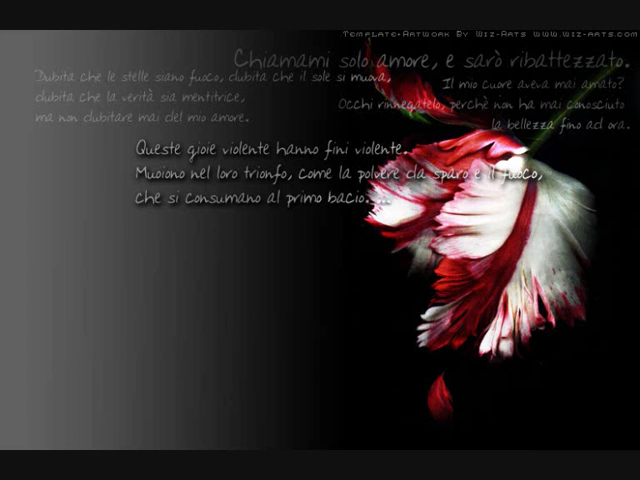 Template+Artwork By Wiz-Arts www.wiz-arts.com
Chiamami solo amore, e sarò ribattezzato.
Dubita che le stelle siano fuoco, dubita che il sole si muova,
dubita che la verità sia mentitrice,
ma non dubitare mai del mio amore.
Il mio cuore aveva mai amato?
Occhi rinnegatelo, perchè non ha mai conosciuto
la bellezza fino ad ora.
Queste gioie violente hanno fini violente.
Muoiono nel loro trionfo, come la polvere da sparo e il fuoco,
che si consumano al primo bacio.....